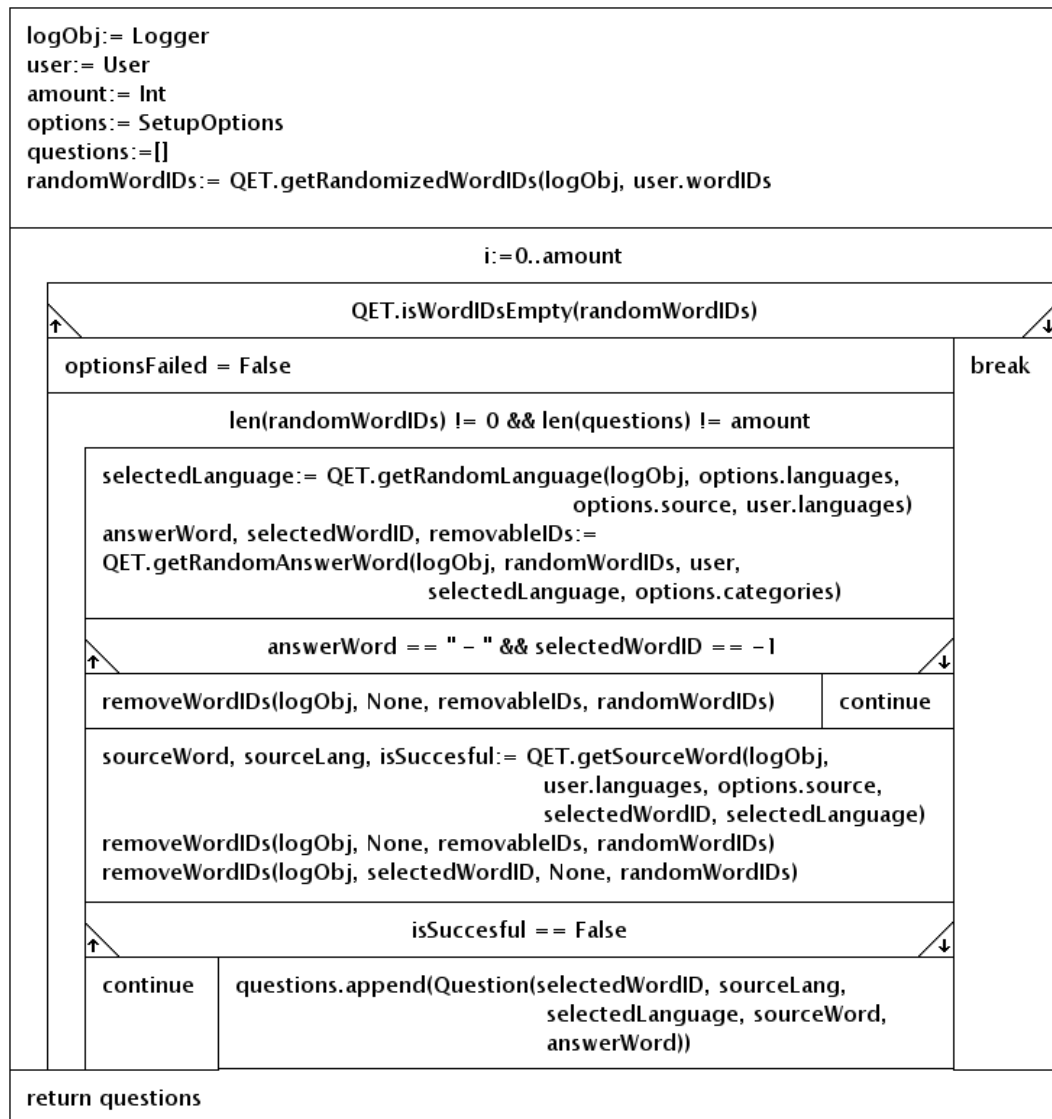 logObj:= Logger
user:= User
amount:= Int
options:= SetupOptions
questions:=[]
randomWordIDs:= QET.getRandomizedWordIDs(logObj, user.wordIDs
i:=0..amount
QET.isWordIDsEmpty(randomWordIDs)
optionsFailed = False
break
len(randomWordIDs) != 0 && len(questions) != amount
selectedLanguage:= QET.getRandomLanguage(logObj, options.languages,
options.source, user.languages)
answerWord, selectedWordID, removableIDs:=
QET.getRandomAnswerWord(logObj, randomWordIDs, user,
selectedLanguage, options.categories)
answerWord == " - " && selectedWordID == -1
removeWordIDs(logObj, None, removableIDs, randomWordIDs)
continue
sourceWord, sourceLang, isSuccesful:= QET.getSourceWord(logObj,
user.languages, options.source,
selectedWordID, selectedLanguage)
removeWordIDs(logObj, None, removableIDs, randomWordIDs)
removeWordIDs(logObj, selectedWordID, None, randomWordIDs)
isSuccesful == False
continue
questions.append(Question(selectedWordID, sourceLang,
selectedLanguage, sourceWord,
answerWord))
return questions